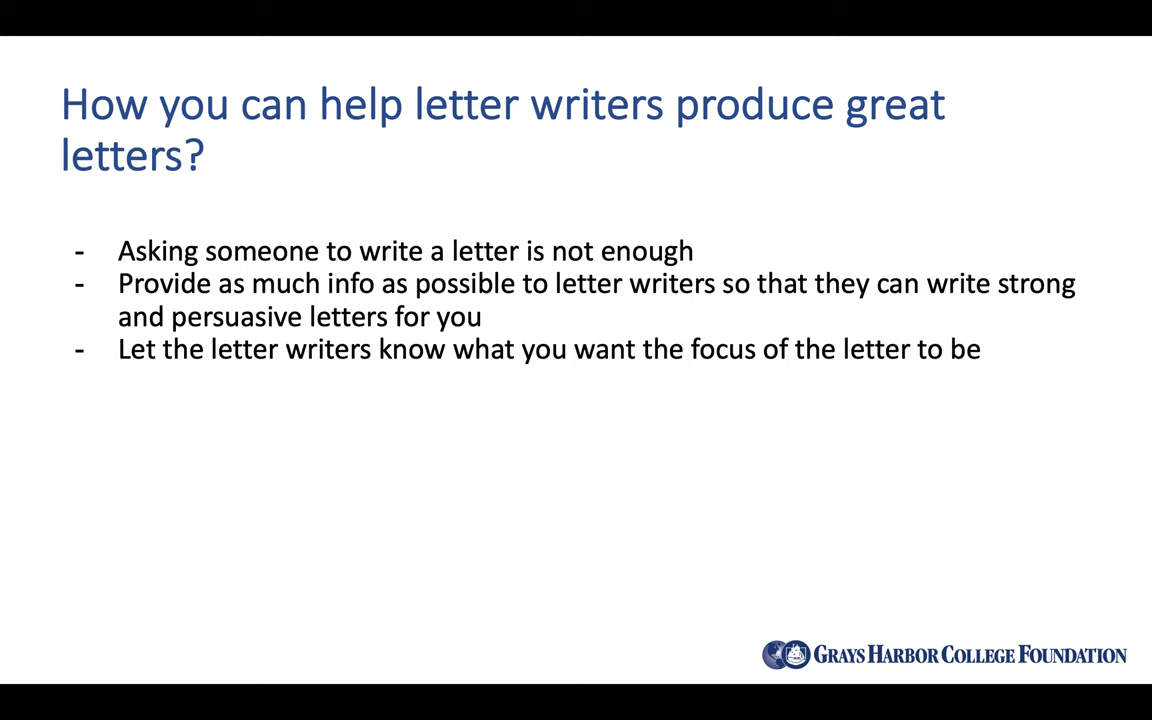 How you can help letter writers produce great
letters?
- Asking someone to write a letter is not enough
- Provide as much info as possible to letter writers so that they can write strong
and persuasive letters for you
- Let the letter writers know what you want the focus of the letter to be
GRAYS HARBOR COLLEGE FOUNDATION